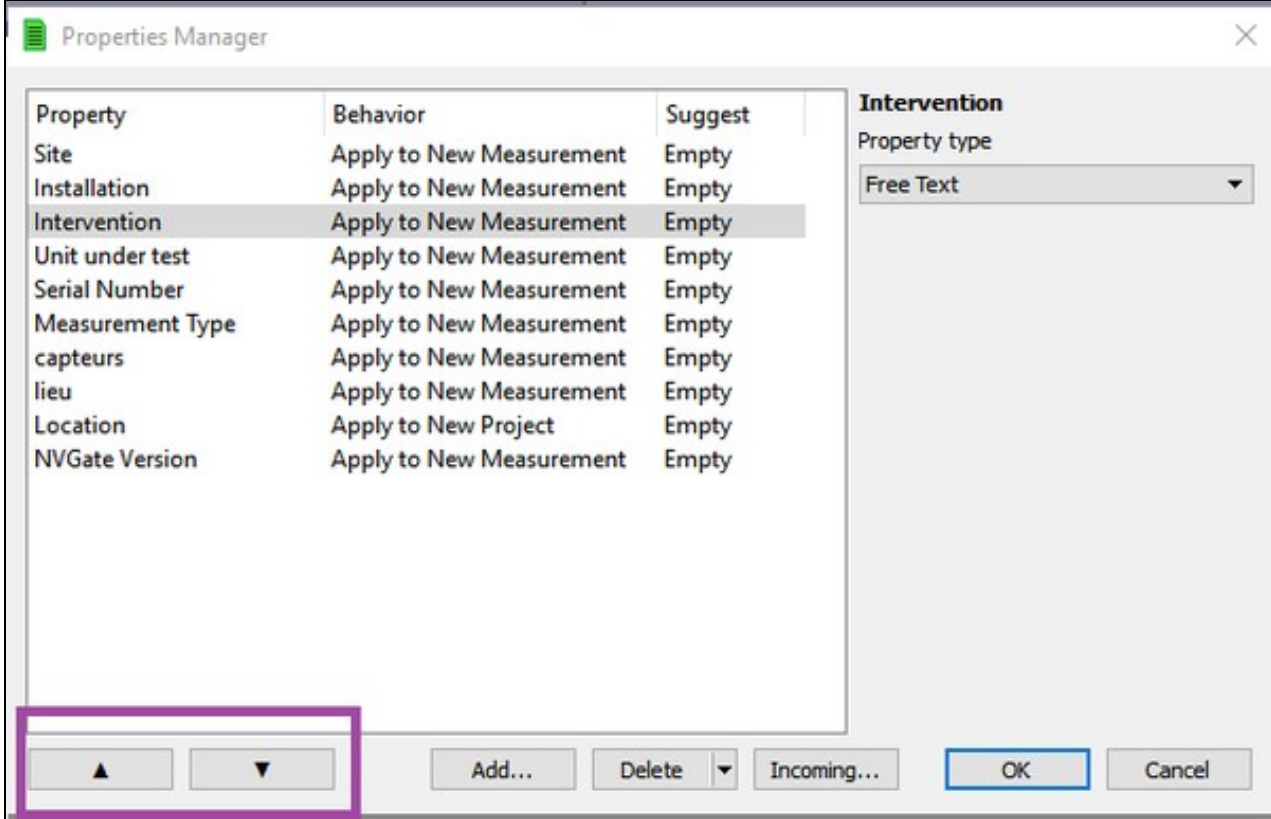 Properties Manager
Property Behavior Suggest
Site Apply to New Measurement Empty
Installation Apply to New Measurement Empty
Intervention Apply to New Measurement Empty
Unit under test Apply to New Measurement Empty
Serial Number Apply to New Measurement Empty
Measurement Type Apply to New Measurement Empty
capteurs Apply to New Measurement Empty
lieu Apply to New Measurement Empty
Location Apply to New Project Empty
NVGate Version Apply to New Measurement Empty
Intervention
Property type
Free Text
Add... Delete Incoming... OK Cancel